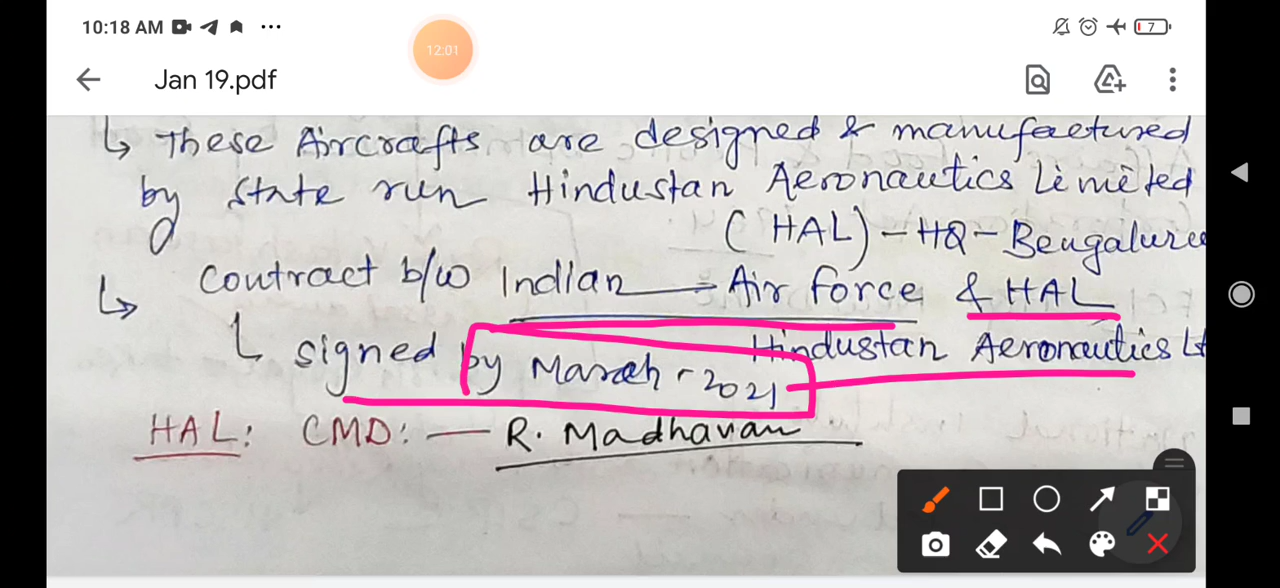 10:18 AM
12:01
7
Jan 19.pdf
↳ These Aircrafts are designed & manufactured
by state run Hindustan Aeronautics Limited
(HAL) - HQ - Bengaluru
↳ Contract b/w Indian Air force & HAL
Hindustan Aeronautics Lt
↳ signed by March - 2021
HAL: CMD: — R. Madhavan